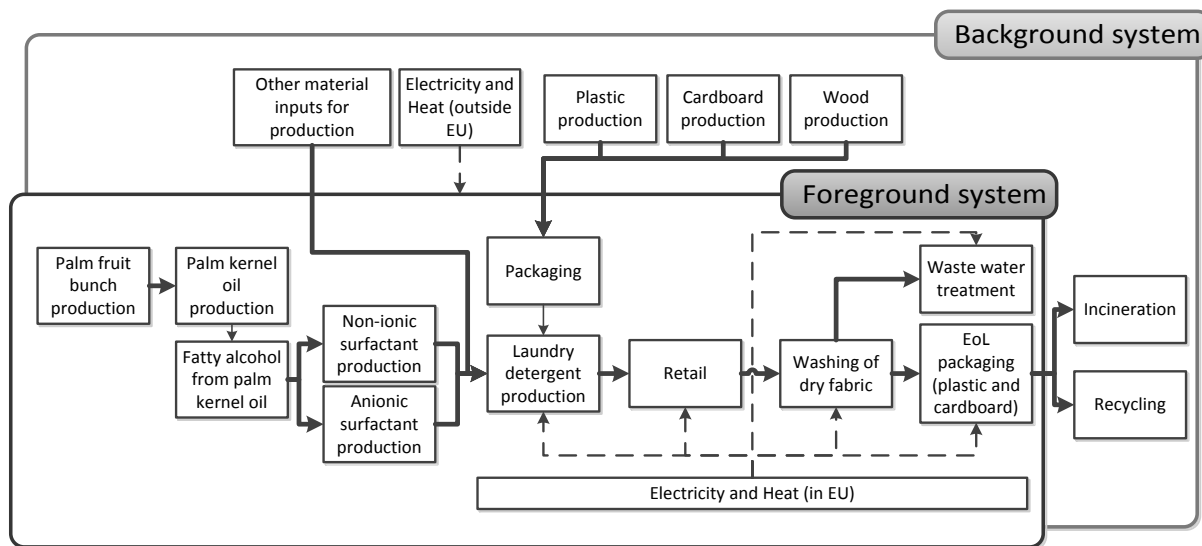 Background system
Other material
inputs for
production
Electricity and
Heat (outside
EU)
Plastic
production
Cardboard
production
Wood
production
Foreground system
Palm fruit
bunch
production
Palm kernel
oil
production
Fatty alcohol
from palm
kernel oil
Non-ionic
surfactant
production
Anionic
surfactant
production
Packaging
Laundry
detergent
production
Retail
Washing of
dry fabric
Waste water
treatment
EoL
packaging
(plastic and
cardboard)
Incineration
Recycling
Electricity and Heat (in EU)